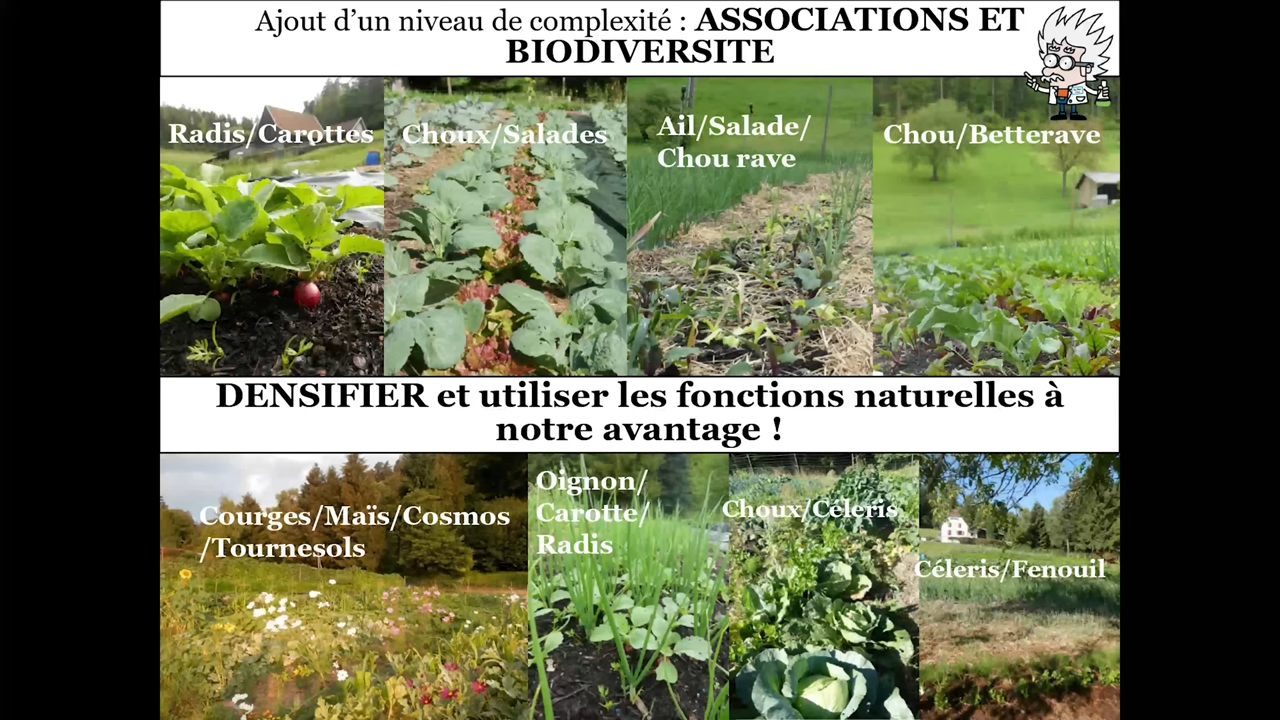 Ajout d’un niveau de complexité : ASSOCIATIONS ET
BIODIVERSITE
Radis/Carottes
Choux/Salades
Ail/Salade/
Chou rave
Chou/Betterave
DENSIFIER et utiliser les fonctions naturelles à
notre avantage !
Courges/Maïs/Cosmos
/Tournesols
Oignon/
Carotte/
Radis
Choux/Céleris
Céleris/Fenouil